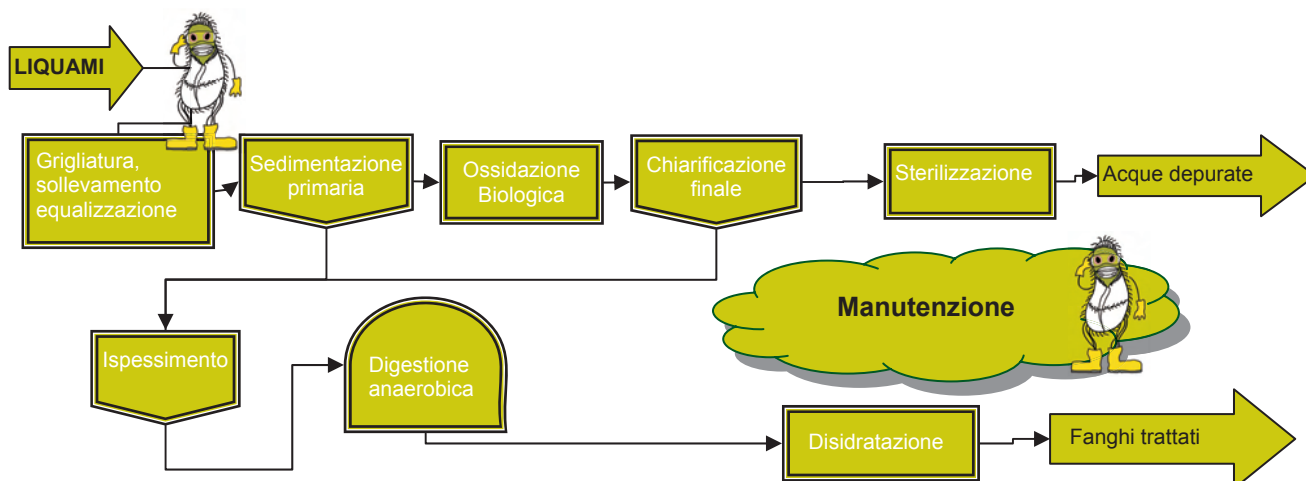 LIQUAMI
Grigliatura,
sollevamento
equalizzazione
Sedimentazione
primaria
Ossidazione
Biologica
Chiarificazione
finale
Sterilizzazione
Acque depurate
Manutenzione
Ispessimento
Digestione
anaerobica
Disidratazione
Fanghi trattati